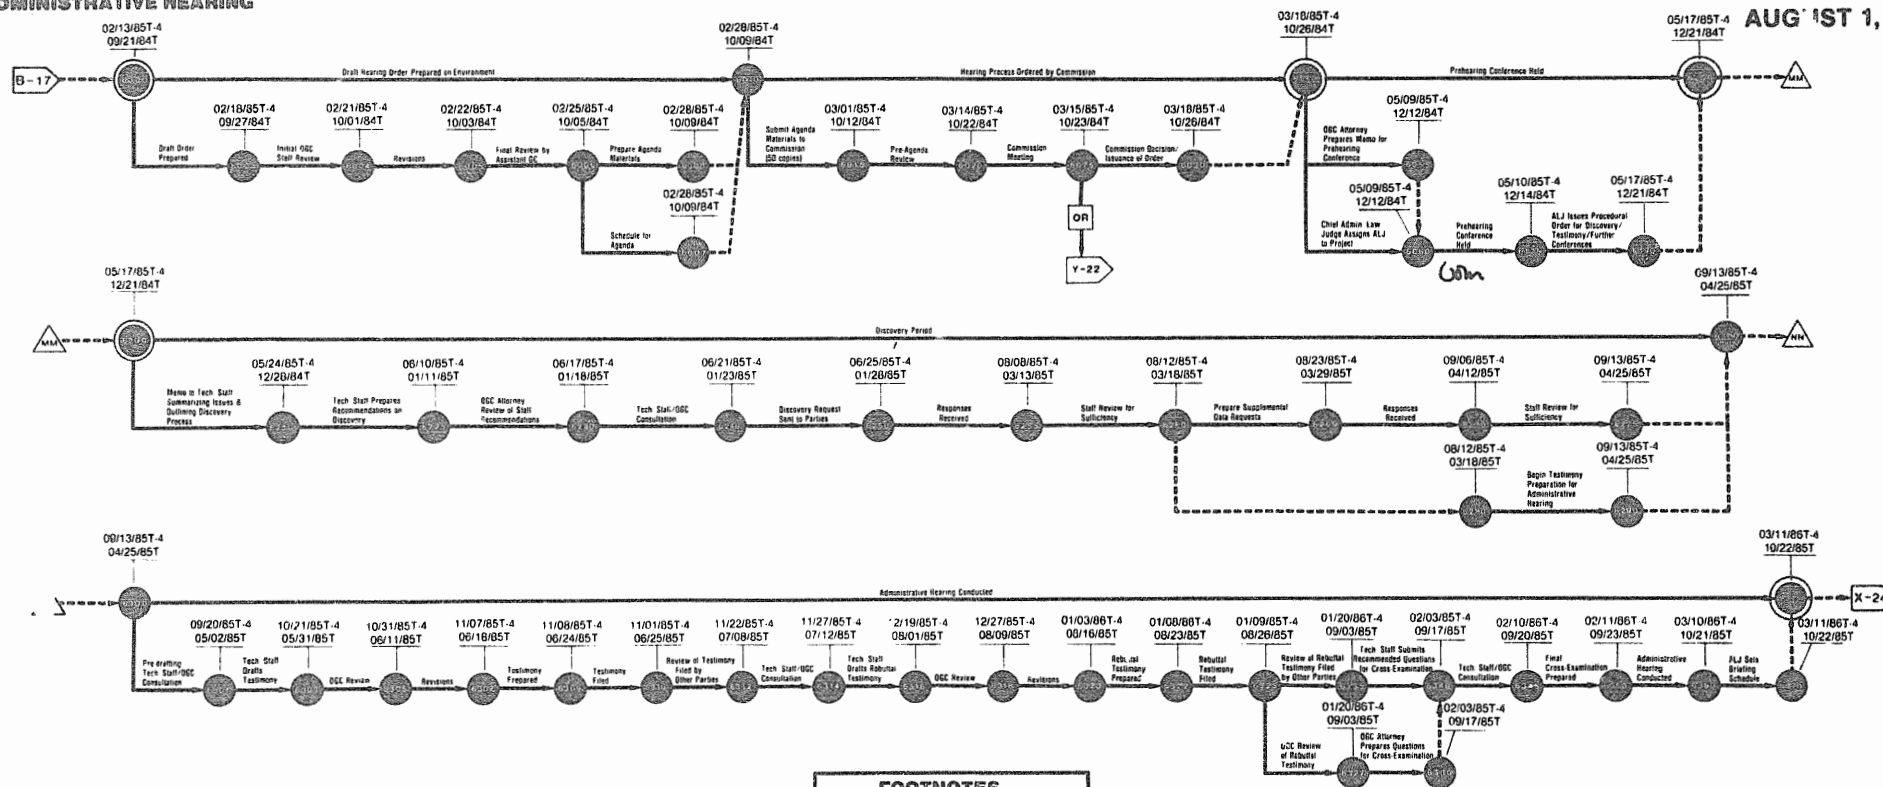 ADMINISTRATIVE HEARING
AUG IST 1,
02/13/85T-4
09/21/84T
02/28/85T-4
10/09/84T
03/18/85T-4
10/26/84T
05/17/85T-4
12/21/84T
B-17
Draft Hearing Order Prepared on Environment
Hearing Process Ordered by Commission
Prehearing Conference Held
MM
02/18/85T-4
09/27/84T
02/21/85T-4
10/01/84T
02/22/85T-4
10/03/84T
02/25/85T-4
10/05/84T
02/28/85T-4
10/09/84T
03/01/85T-4
10/12/84T
03/14/85T-4
10/22/84T
03/15/85T-4
10/23/84T
03/18/85T-4
10/26/84T
05/09/85T-4
12/12/84T
Draft Order
Prepared
Initial OGC
Staff Review
Revisions
Final Review by
Assistant GC
Prepare Agenda
Materials
Submit Agenda
Materials to
Commission
(50 copies)
Pre-Agenda
Review
Commission
Meeting
Commission Decision/
Issuance of Order
OGC Attorney
Prepares Memo for
Prehearing
Conference
02/28/85T-4
10/09/84T
Schedule for
Agenda
OR
Y-22
05/09/85T-4
12/12/84T
05/10/85T-4
12/14/84T
05/17/85T-4
12/21/84T
Chief Admin Law
Judge Assigns ALJ
to Project
Prehearing
Conference
Held
ALJ Issues Procedural
Order for Discovery/
Testimony/Further
Conferences
05/17/85T-4
12/21/84T
09/13/85T-4
04/25/85T
MM
Discovery Period
NN
05/24/85T-4
12/28/84T
06/10/85T-4
01/11/85T
06/17/85T-4
01/18/85T
06/21/85T-4
01/23/85T
06/25/85T-4
01/28/85T
08/08/85T-4
03/13/85T
08/12/85T-4
03/18/85T
08/23/85T-4
03/29/85T
09/06/85T-4
04/12/85T
09/13/85T-4
04/25/85T
Memo to Tech Staff
Summarizing Issues &
Outlining Discovery
Process
Tech Staff Prepares
Recommendations on
Discovery
OGC Attorney
Review of Staff
Recommendations
Tech Staff/OGC
Consultation
Discovery Request
Sent to Parties
Responses
Received
Staff Review for
Sufficiency
Prepare Supplemental
Data Requests
Responses
Received
Staff Review for
Sufficiency
08/12/85T-4
03/18/85T
09/13/85T-4
04/25/85T
Begin Testimony
Preparation for
Administrative
Hearing
09/13/85T-4
04/25/85T
03/11/86T-4
10/22/85T
Administrative Hearing Conducted
X-24
09/20/85T-4
05/02/85T
10/21/85T-4
05/31/85T
10/31/85T-4
06/11/85T
11/07/85T-4
06/18/85T
11/08/85T-4
06/24/85T
11/01/85T-4
06/25/85T
11/22/85T-4
07/08/85T
11/27/85T-4
07/12/85T
12/19/85T-4
08/01/85T
12/27/85T-4
08/09/85T
01/03/86T-4
08/16/85T
01/08/86T-4
08/23/85T
01/09/85T-4
08/26/85T
01/20/86T-4
09/03/85T
02/03/85T-4
09/17/85T
02/10/86T-4
09/20/85T
02/11/86T-4
09/23/85T
03/10/86T-4
10/21/85T
03/11/86T-4
10/22/85T
Pre drafting
Tech Staff/OGC
Consultation
Tech Staff
Drafts
Testimony
OGC Review
Revisions
Testimony
Prepared
Testimony
Filed
Review of Testimony
Filed by
Other Parties
Tech Staff/OGC
Consultation
Tech Staff
Drafts Rebuttal
Testimony
OGC Review
Revisions
Rebuttal
Testimony
Prepared
Rebuttal
Testimony
Filed
Review of Rebuttal
Testimony Filed
by Other Parties
Tech Staff Submits
Recommended Questions
for Cross Examination
Tech Staff/OGC
Consultation
Final
Cross-Examination
Prepared
Administrative
Hearing
Conducted
ALJ Sets
Briefing
Schedule
01/20/86T-4
09/03/85T
02/03/85T-4
09/17/85T
OGC Review
of Rebuttal
Testimony
OGC Attorney
Prepares Questions
for Cross-Examination
FOOTNOTES